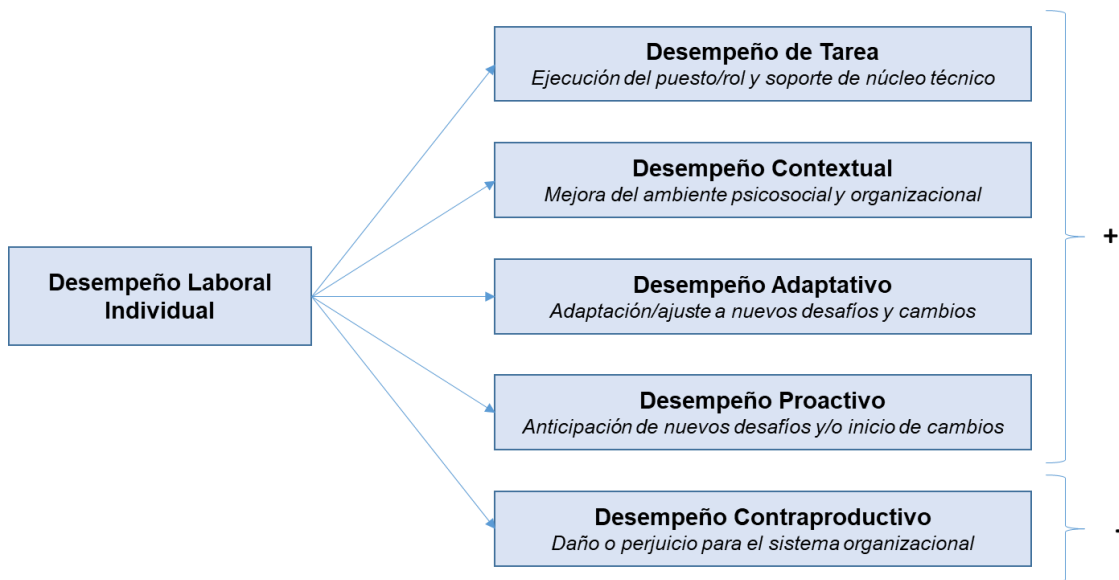 Desempeño de Tarea
Ejecución del puesto/rol y soporte de núcleo técnico
Desempeño Contextual
Mejora del ambiente psicosocial y organizacional
+
Desempeño Laboral
Individual
Desempeño Adaptativo
Adaptación/ajuste a nuevos desafíos y cambios
Desempeño Proactivo
Anticipación de nuevos desafíos y/o inicio de cambios
Desempeño Contraproductivo
Daño o perjuicio para el sistema organizacional
-